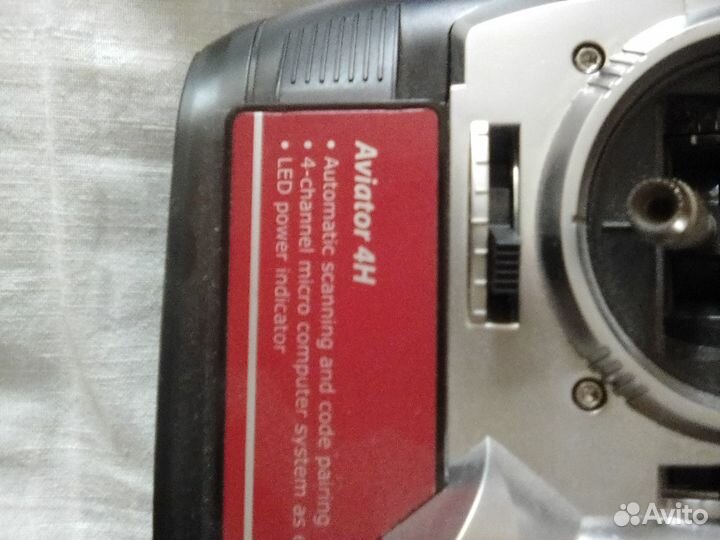 Aviator 4H
• Automatic scanning and code pairing
• 4-channel micro computer system as
• LED power indicator
Avito